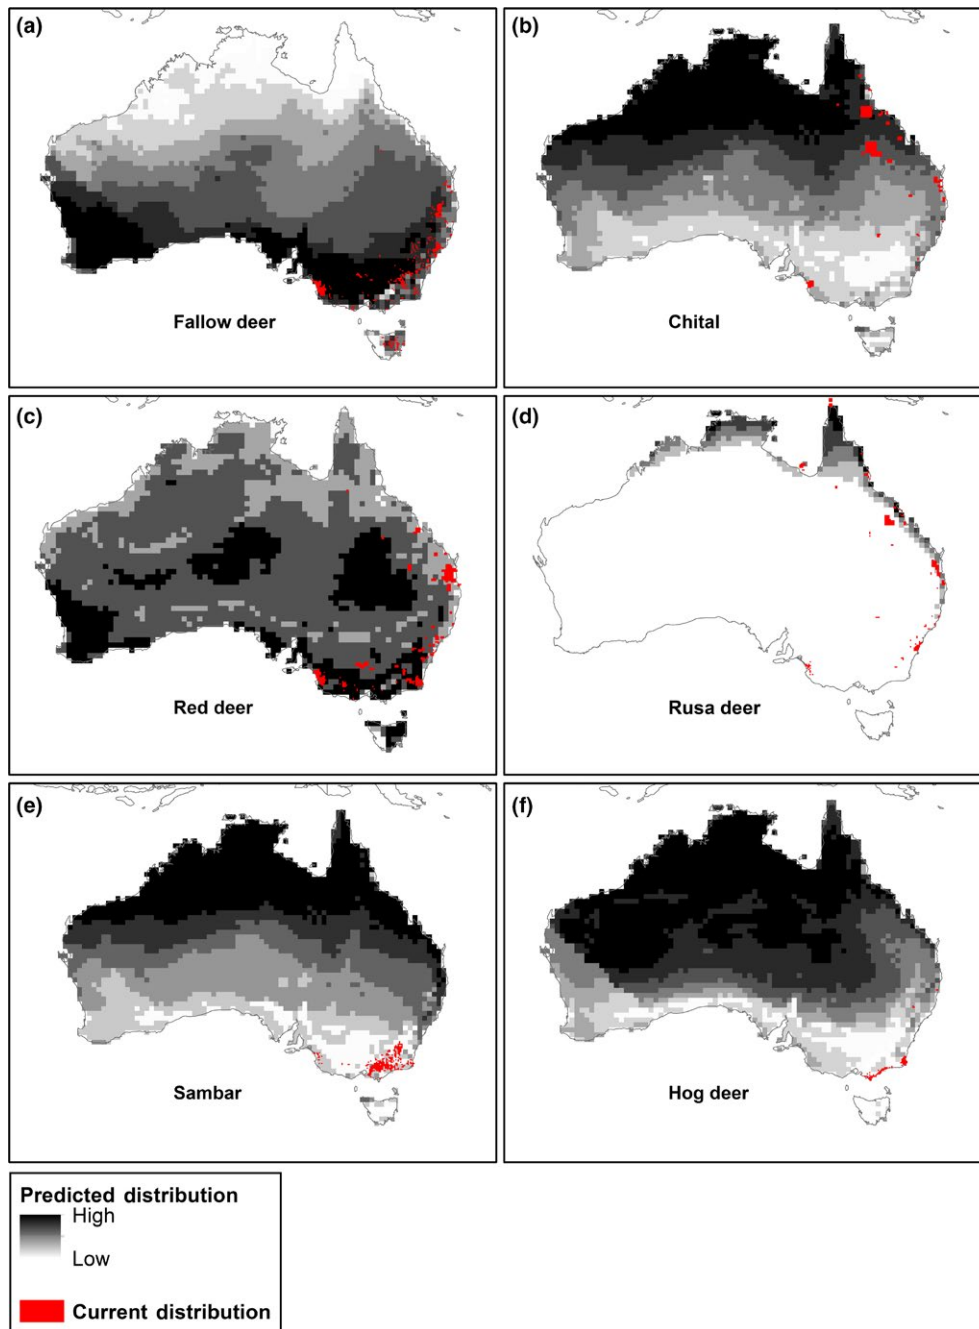 (a)
Fallow deer
(b)
Chital
(c)
Red deer
(d)
Rusa deer
(e)
Sambar
(f)
Hog deer
Predicted distribution
High
Low
Current distribution